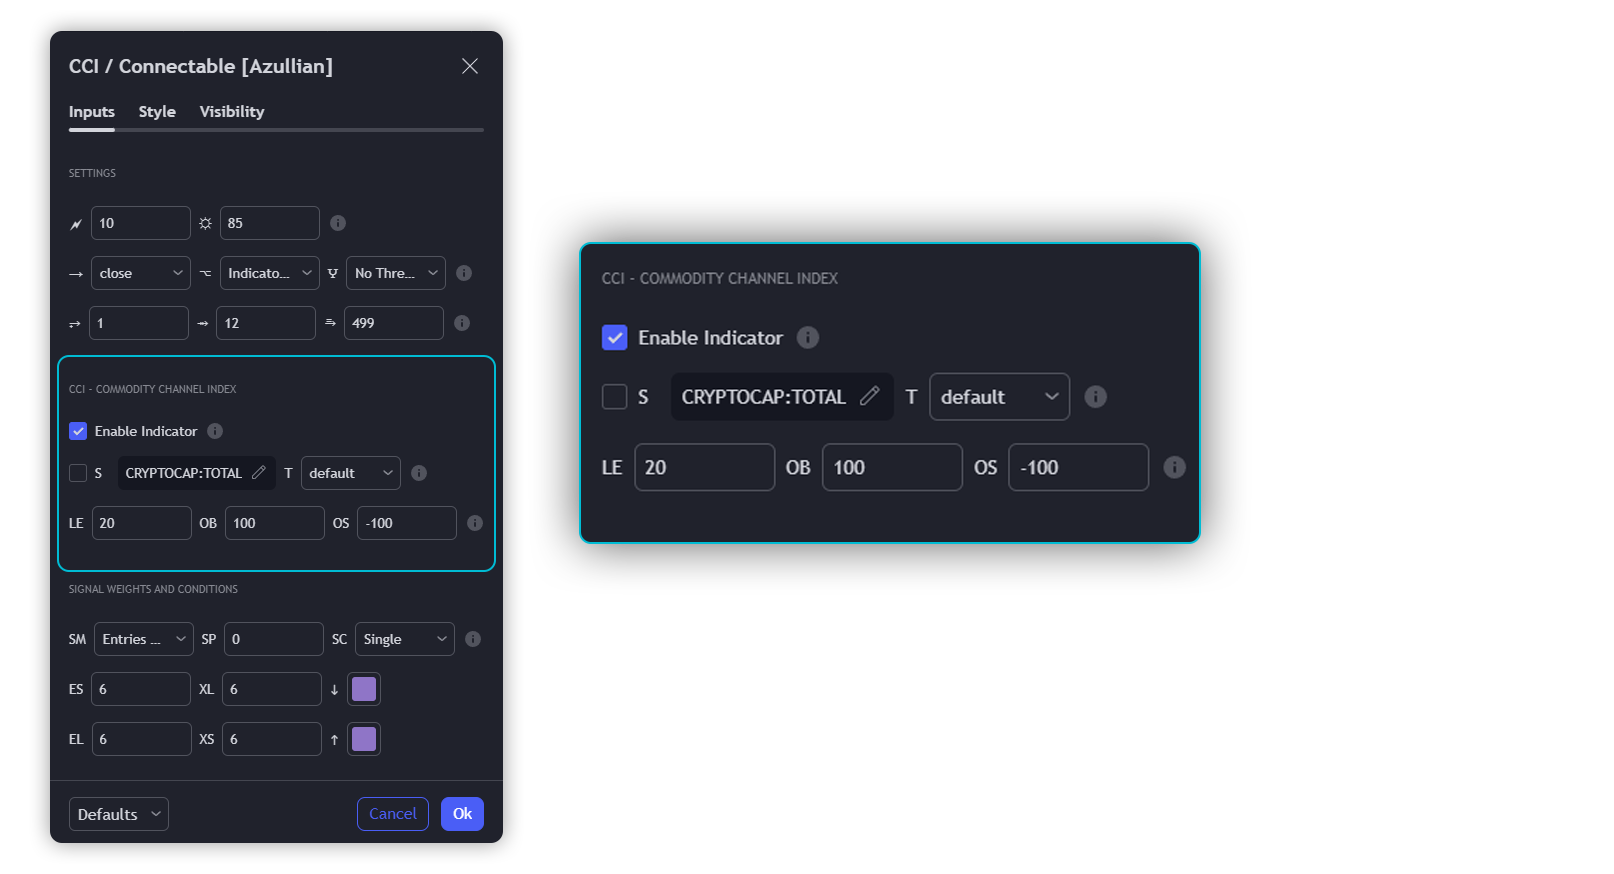 CCI / Connectable [Azullian]
Inputs Style Visibility
SETTINGS
10 85
close Indicato... No Thre...
1 12 499
CCI - COMMODITY CHANNEL INDEX
Enable Indicator
S CRYPTOCAP:TOTAL T default
LE 20 OB 100 OS -100
SIGNAL WEIGHTS AND CONDITIONS
SM Entries ... SP 0 SC Single
ES 6 XL 6 ↓
EL 6 XS 6 ↑
Defaults Cancel Ok
CCI - COMMODITY CHANNEL INDEX
Enable Indicator
S CRYPTOCAP:TOTAL T default
LE 20 OB 100 OS -100